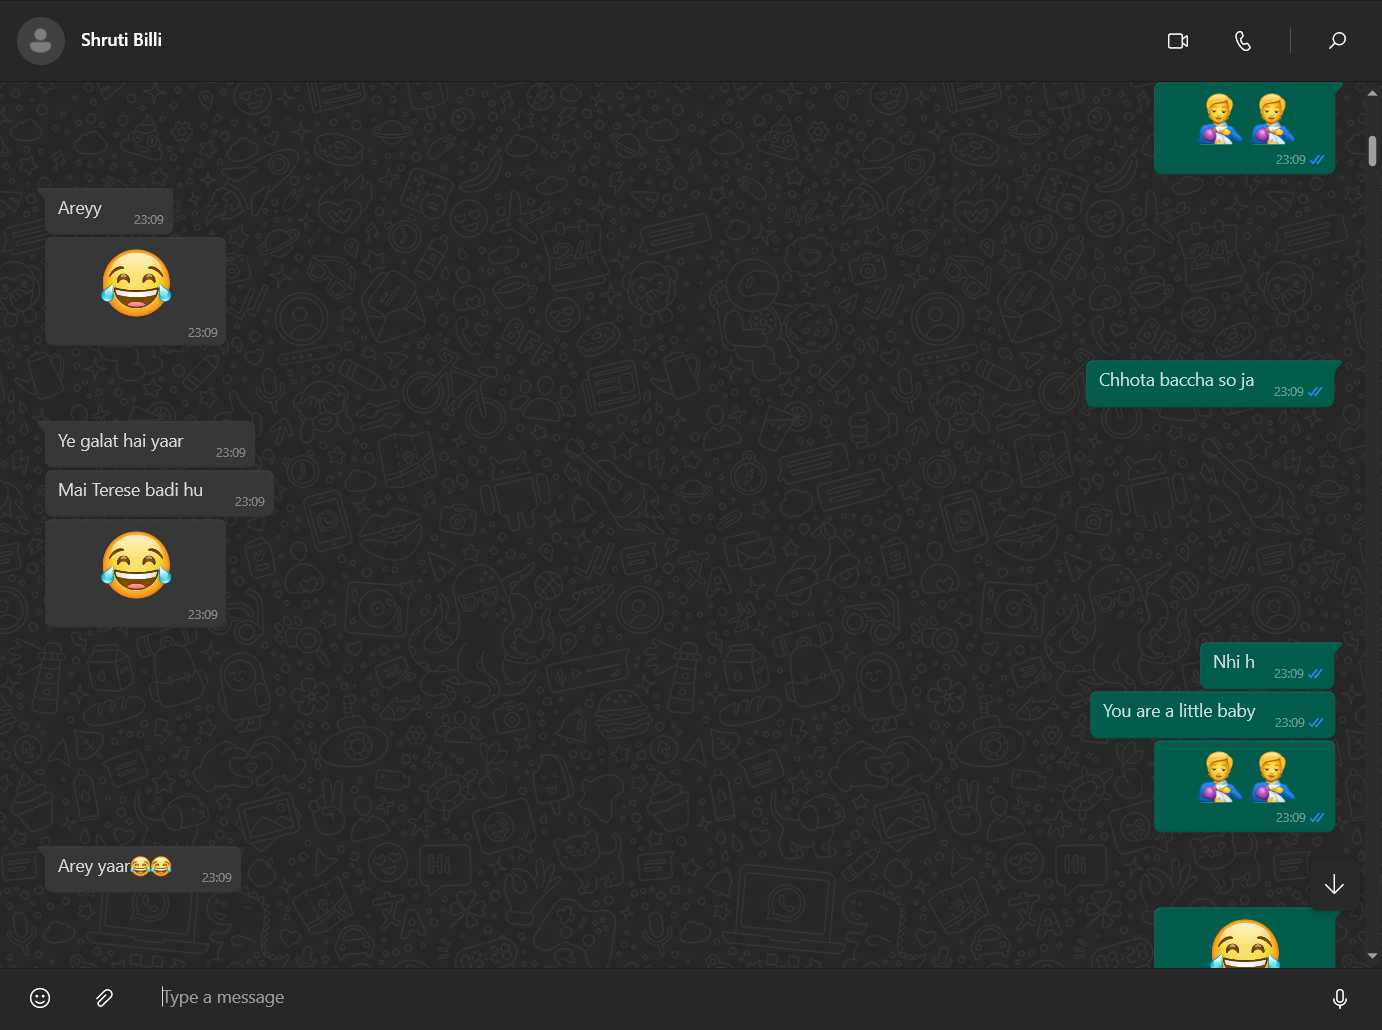 Shruti Billi
23:09
Areyy
23:09
23:09
Chhota baccha so ja
23:09
Ye galat hai yaar
23:09
Mai Terese badi hu
23:09
23:09
Nhi h
23:09
You are a little baby
23:09
23:09
Arey yaar😂😂
23:09
Type a message